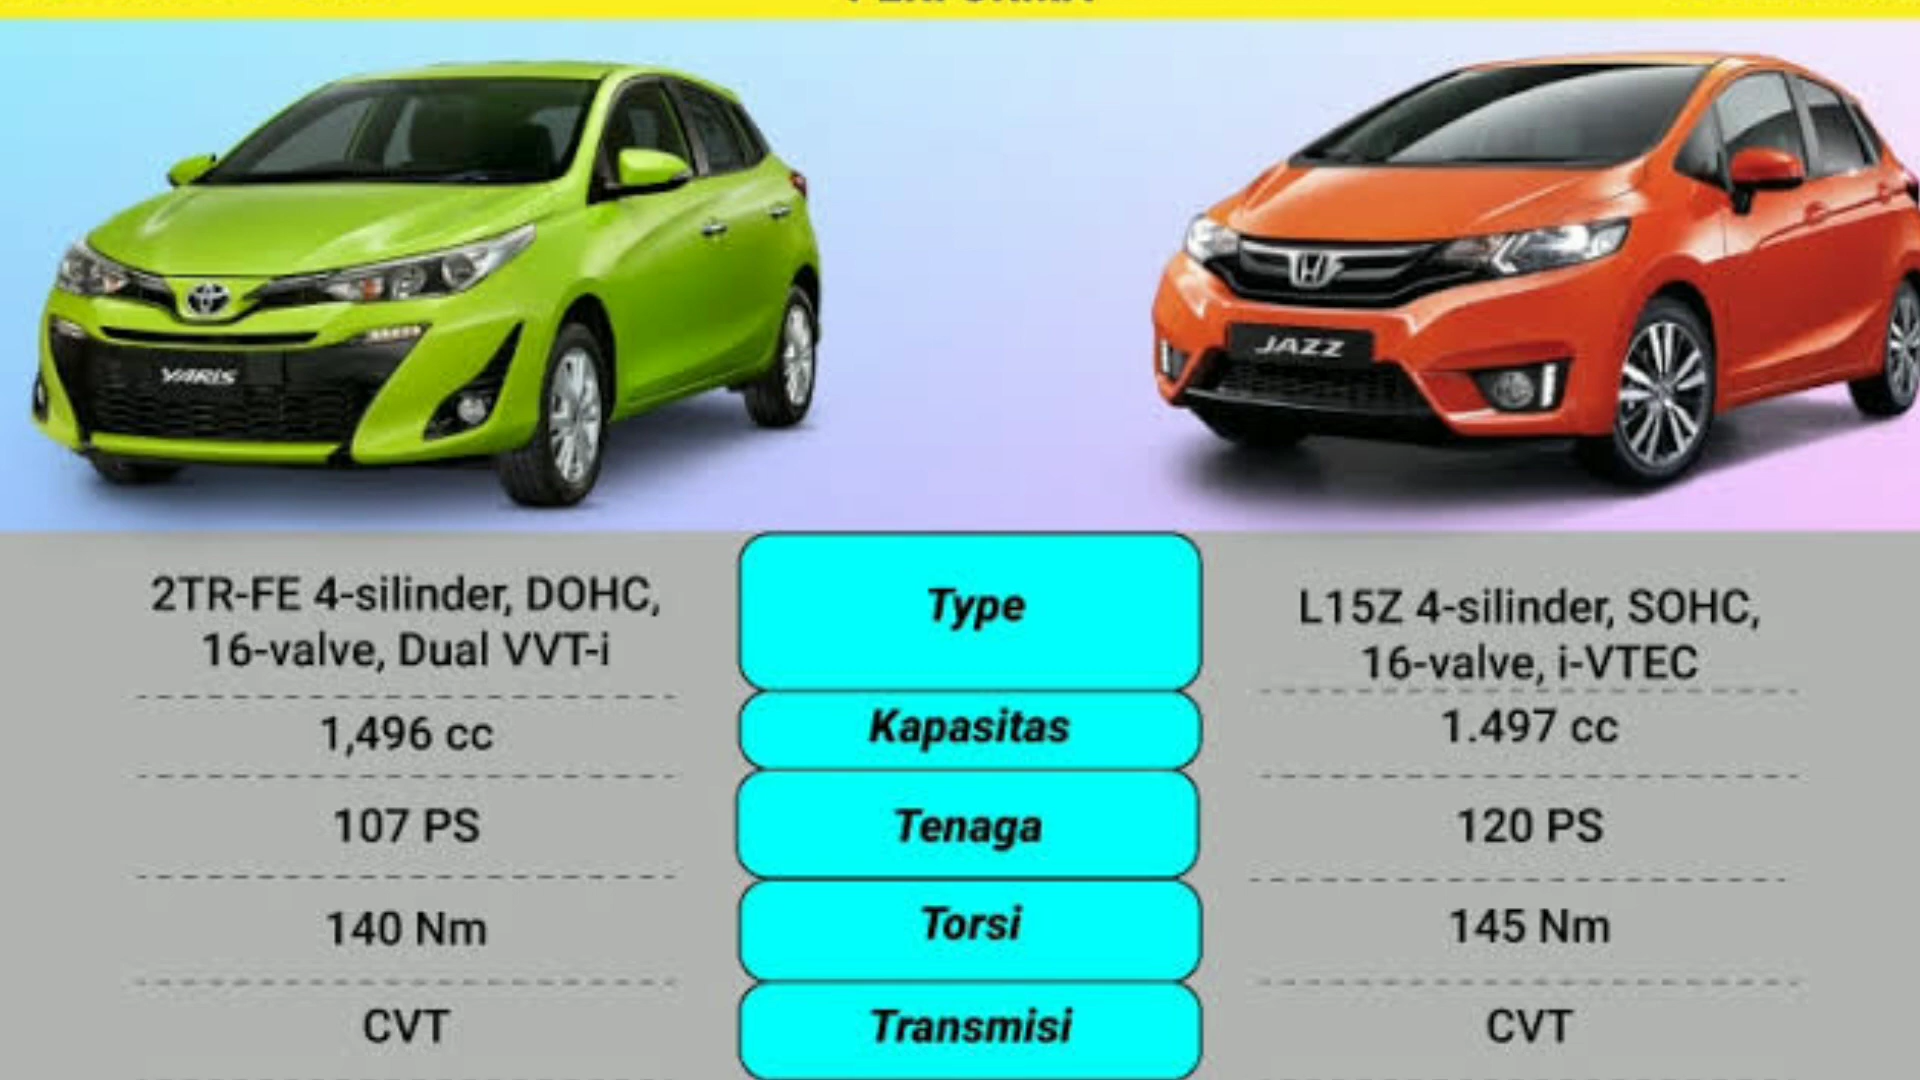 PERFORMA
YARIS
JAZZ
2TR-FE 4-silinder, DOHC,
16-valve, Dual VVT-i
Type
L15Z 4-silinder, SOHC,
16-valve, i-VTEC
1,496 cc
Kapasitas
1.497 cc
107 PS
Tenaga
120 PS
140 Nm
Torsi
145 Nm
CVT
Transmisi
CVT